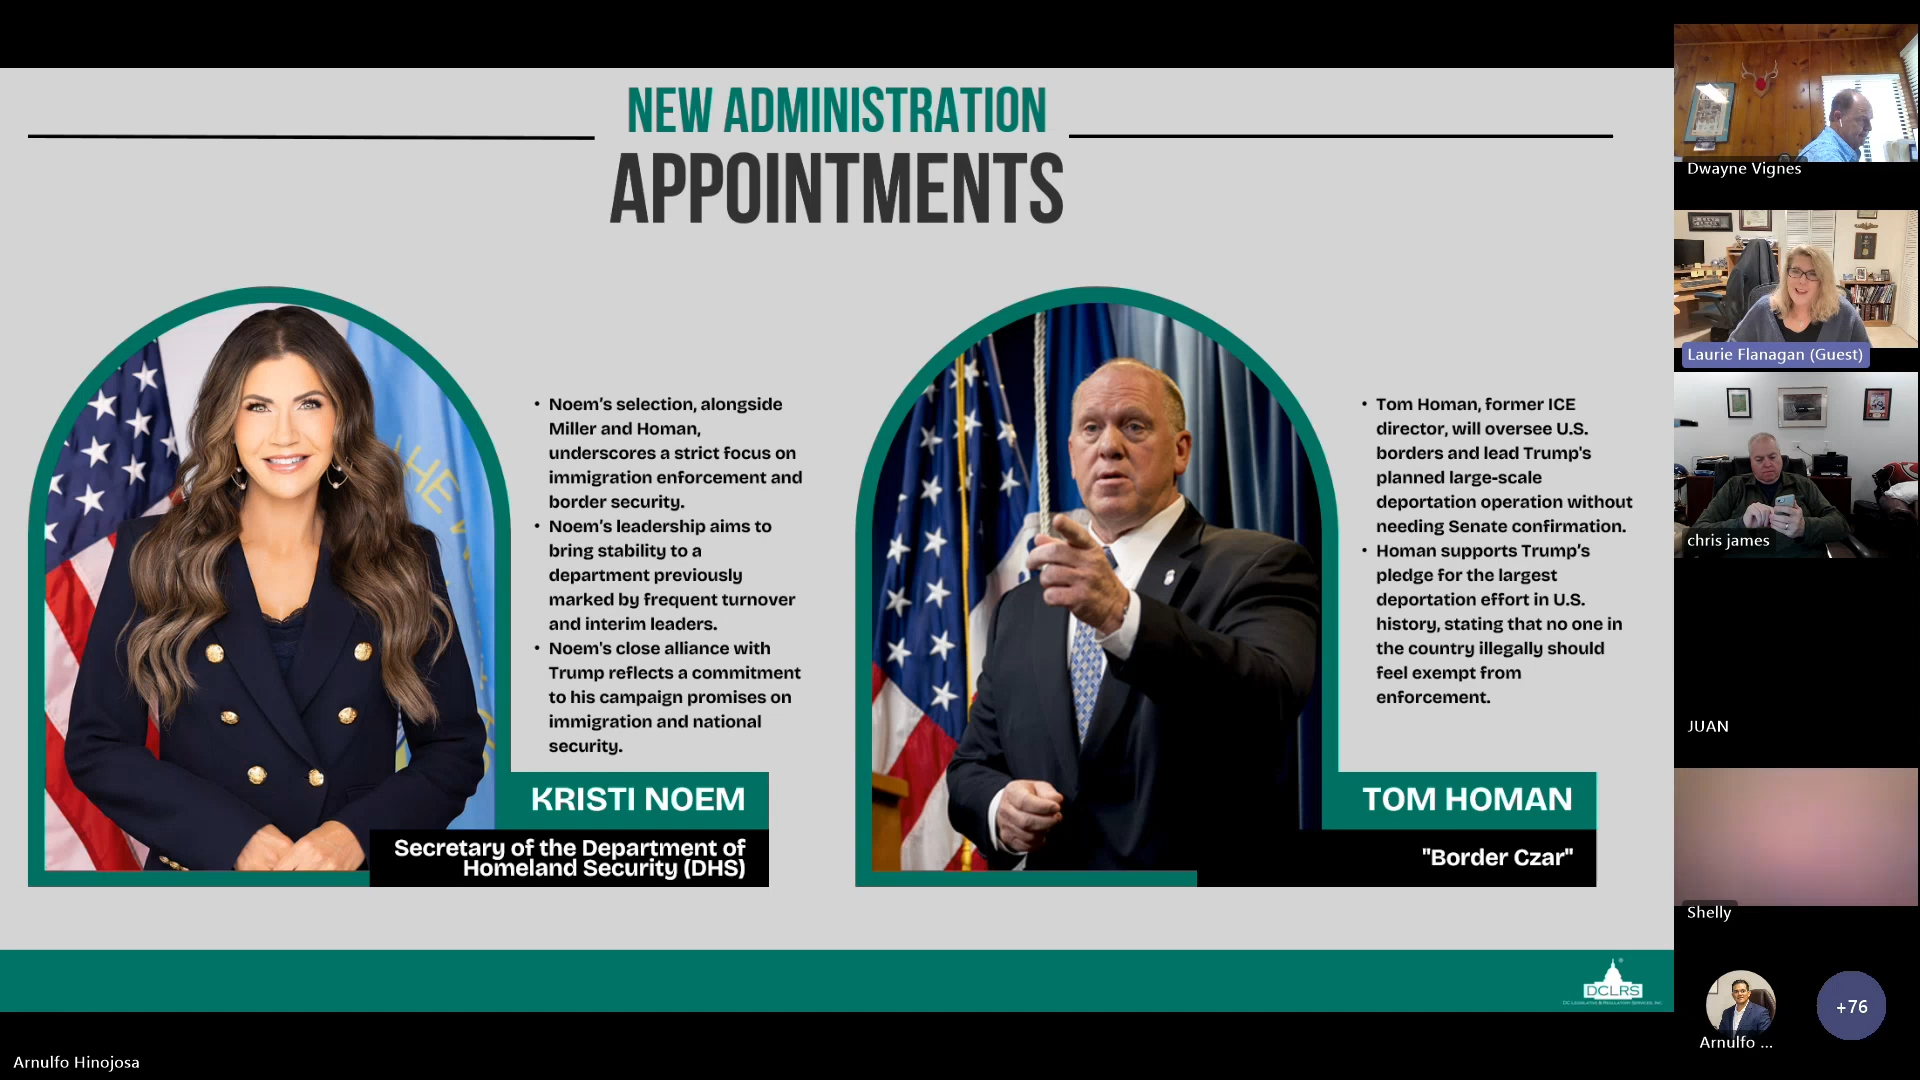 NEW ADMINISTRATION
APPOINTMENTS
• Noem’s selection, alongside
Miller and Homan,
underscores a strict focus on
immigration enforcement and
border security.
• Noem’s leadership aims to
bring stability to a
department previously
marked by frequent turnover
and interim leaders.
• Noem's close alliance with
Trump reflects a commitment
to his campaign promises on
immigration and national
security.
KRISTI NOEM
Secretary of the Department of
Homeland Security (DHS)
• Tom Homan, former ICE
director, will oversee U.S.
borders and lead Trump's
planned large-scale
deportation operation without
needing Senate confirmation.
• Homan supports Trump’s
pledge for the largest
deportation effort in U.S.
history, stating that no one in
the country illegally should
feel exempt from
enforcement.
TOM HOMAN
"Border Czar"
DCLRS
DC LEGISLATIVE & REGULATORY SERVICES, INC
Dwayne Vignes
Laurie Flanagan (Guest)
chris james
JUAN
Shelly
Arnulfo ...
+76
Arnulfo Hinojosa